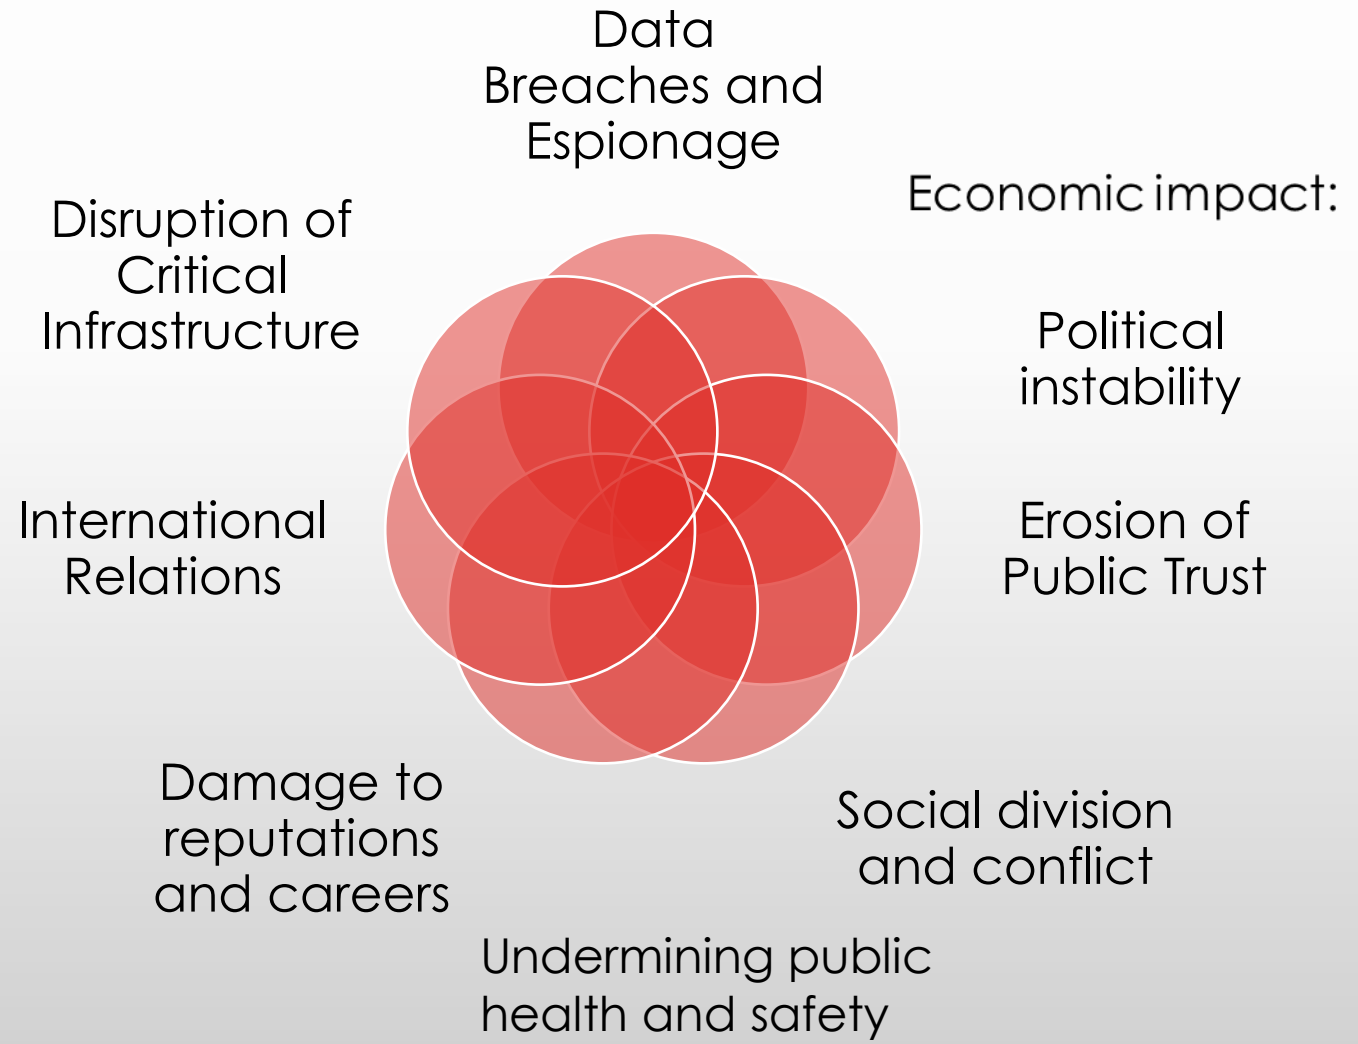 Data
Breaches and
Espionage
Economic impact:
Disruption of
Critical
Infrastructure
Political
instability
International
Relations
Erosion of
Public Trust
Damage to
reputations
and careers
Social division
and conflict
Undermining public
health and safety